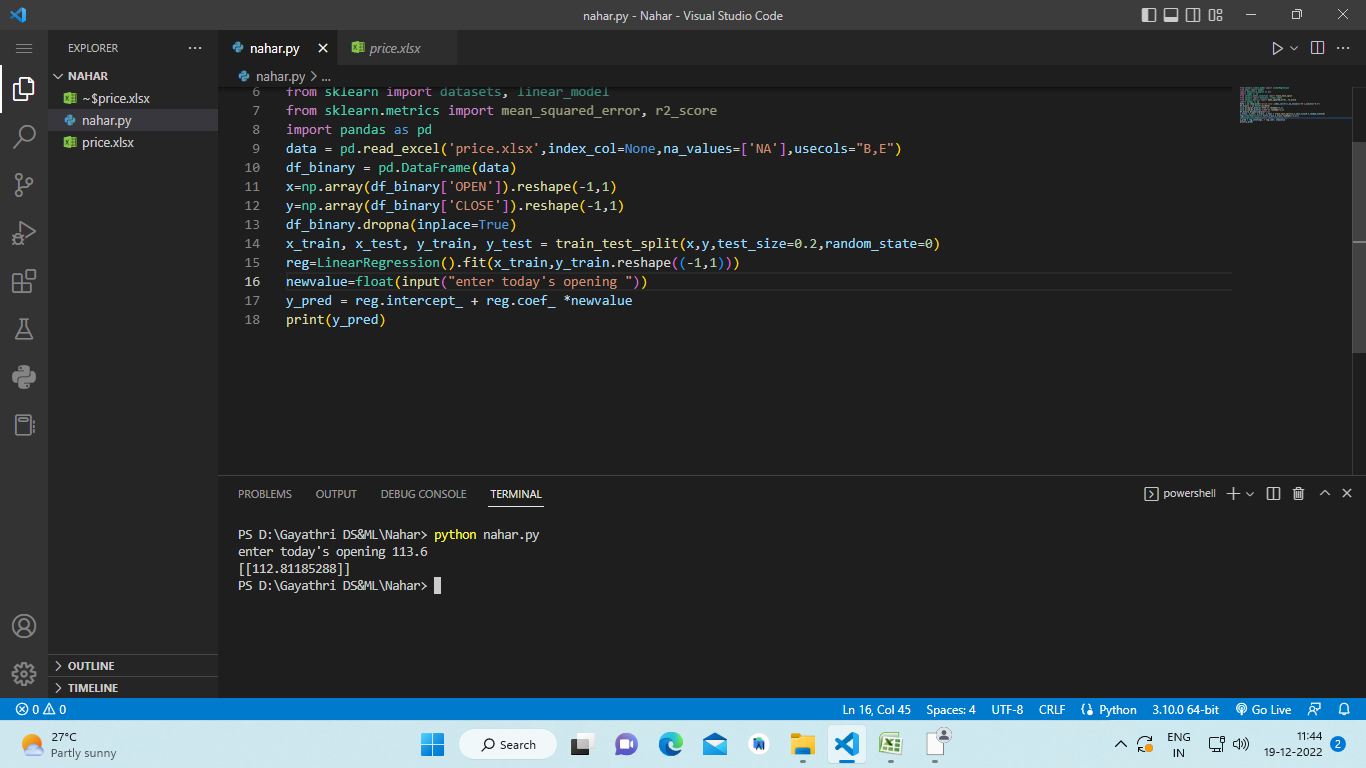 nahar.py - Nahar - Visual Studio Code
EXPLORER
NAHAR
~$price.xlsx
nahar.py
price.xlsx
OUTLINE
TIMELINE
nahar.py
price.xlsx
nahar.py > ...
6 from sklearn import datasets, linear_model
7 from sklearn.metrics import mean_squared_error, r2_score
8 import pandas as pd
9 data = pd.read_excel('price.xlsx',index_col=None,na_values=['NA'],usecols="B,E")
10 df_binary = pd.DataFrame(data)
11 x=np.array(df_binary['OPEN']).reshape(-1,1)
12 y=np.array(df_binary['CLOSE']).reshape(-1,1)
13 df_binary.dropna(inplace=True)
14 x_train, x_test, y_train, y_test = train_test_split(x,y,test_size=0.2,random_state=0)
15 reg=LinearRegression().fit(x_train,y_train.reshape((-1,1)))
16 newvalue=float(input("enter today's opening "))
17 y_pred = reg.intercept_ + reg.coef_ *newvalue
18 print(y_pred)
PROBLEMS OUTPUT DEBUG CONSOLE TERMINAL
powershell
PS D:\Gayathri DS&ML\Nahar> python nahar.py
enter today's opening 113.6
[[112.81185288]]
PS D:\Gayathri DS&ML\Nahar>
0 0 Ln 16, Col 45 Spaces: 4 UTF-8 CRLF Python 3.10.0 64-bit Go Live
27°C
Partly sunny
Search
ENG
IN
11:44
19-12-2022
2